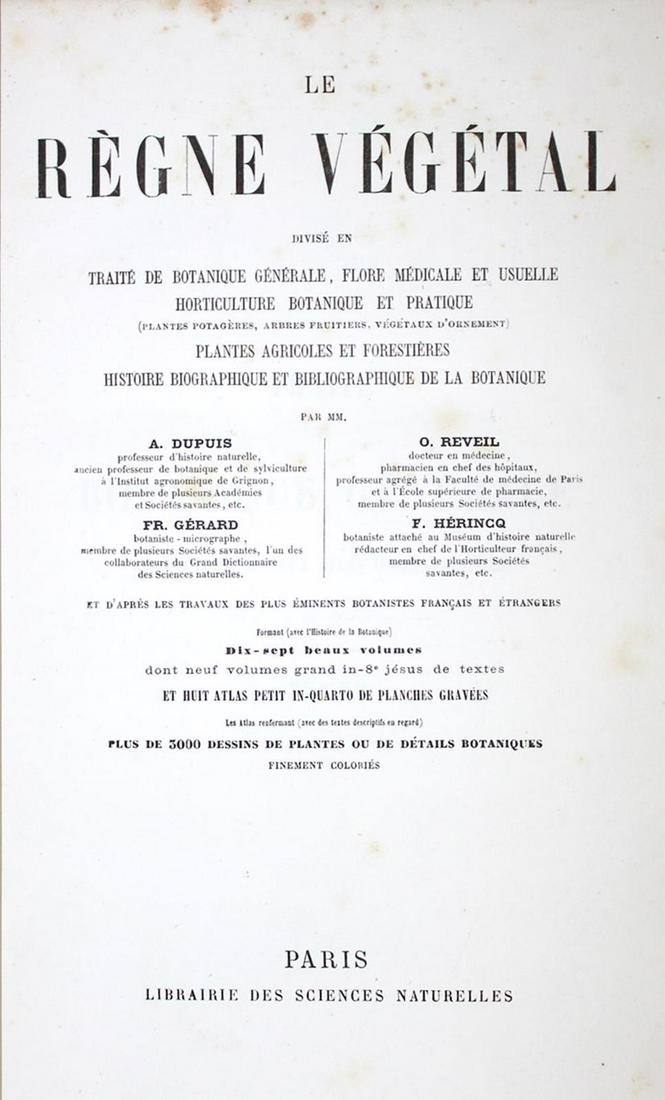 LE
RÈGNE VÉGÉTAL
DIVISÉ EN
TRAITÉ DE BOTANIQUE GÉNÉRALE, FLORE MÉDICALE ET USUELLE
HORTICULTURE BOTANIQUE ET PRATIQUE
(PLANTES POTAGÈRES, ARBRES FRUITIERS, VÉGÉTAUX D'ORNEMENT)
PLANTES AGRICOLES ET FORESTIÈRES
HISTOIRE BIOGRAPHIQUE ET BIBLIOGRAPHIQUE DE LA BOTANIQUE
PAR MM.
A. DUPUIS
professeur d'histoire naturelle,
ancien professeur de botanique et de sylviculture
à l'Institut agronomique de Grignon,
membre de plusieurs Académies
et Sociétés savantes, etc.
FR. GÉRARD
botaniste-micrographe,
membre de plusieurs Sociétés savantes, l'un des
collaborateurs du Grand Dictionnaire
des Sciences naturelles.
O. REVEIL
docteur en médecine,
pharmacien en chef des hôpitaux,
professeur agrégé à la Faculté de médecine de Paris
et à l'École supérieure de pharmacie,
membre de plusieurs Sociétés savantes, etc.
F. HÉRINCQ
botaniste attaché au Muséum d'histoire naturelle
rédacteur en chef de l'Horticulteur français,
membre de plusieurs Sociétés
savantes, etc.
ET D'APRÈS LES TRAVAUX DES PLUS ÉMINENTS BOTANISTES FRANÇAIS ET ÉTRANGERS
Formant (avec l'Histoire de la Botanique)
Dix-sept beaux volumes
dont neuf volumes grand in-8e jésus de textes
ET HUIT ATLAS PETIT IN-QUARTO DE PLANCHES GRAVÉES
Les Atlas renfermant (avec des textes descriptifs en regard)
PLUS DE 3000 DESSINS DE PLANTES OU DE DÉTAILS BOTANIQUES
FINEMENT COLORIÉS
PARIS
LIBRAIRIE DES SCIENCES NATURELLES